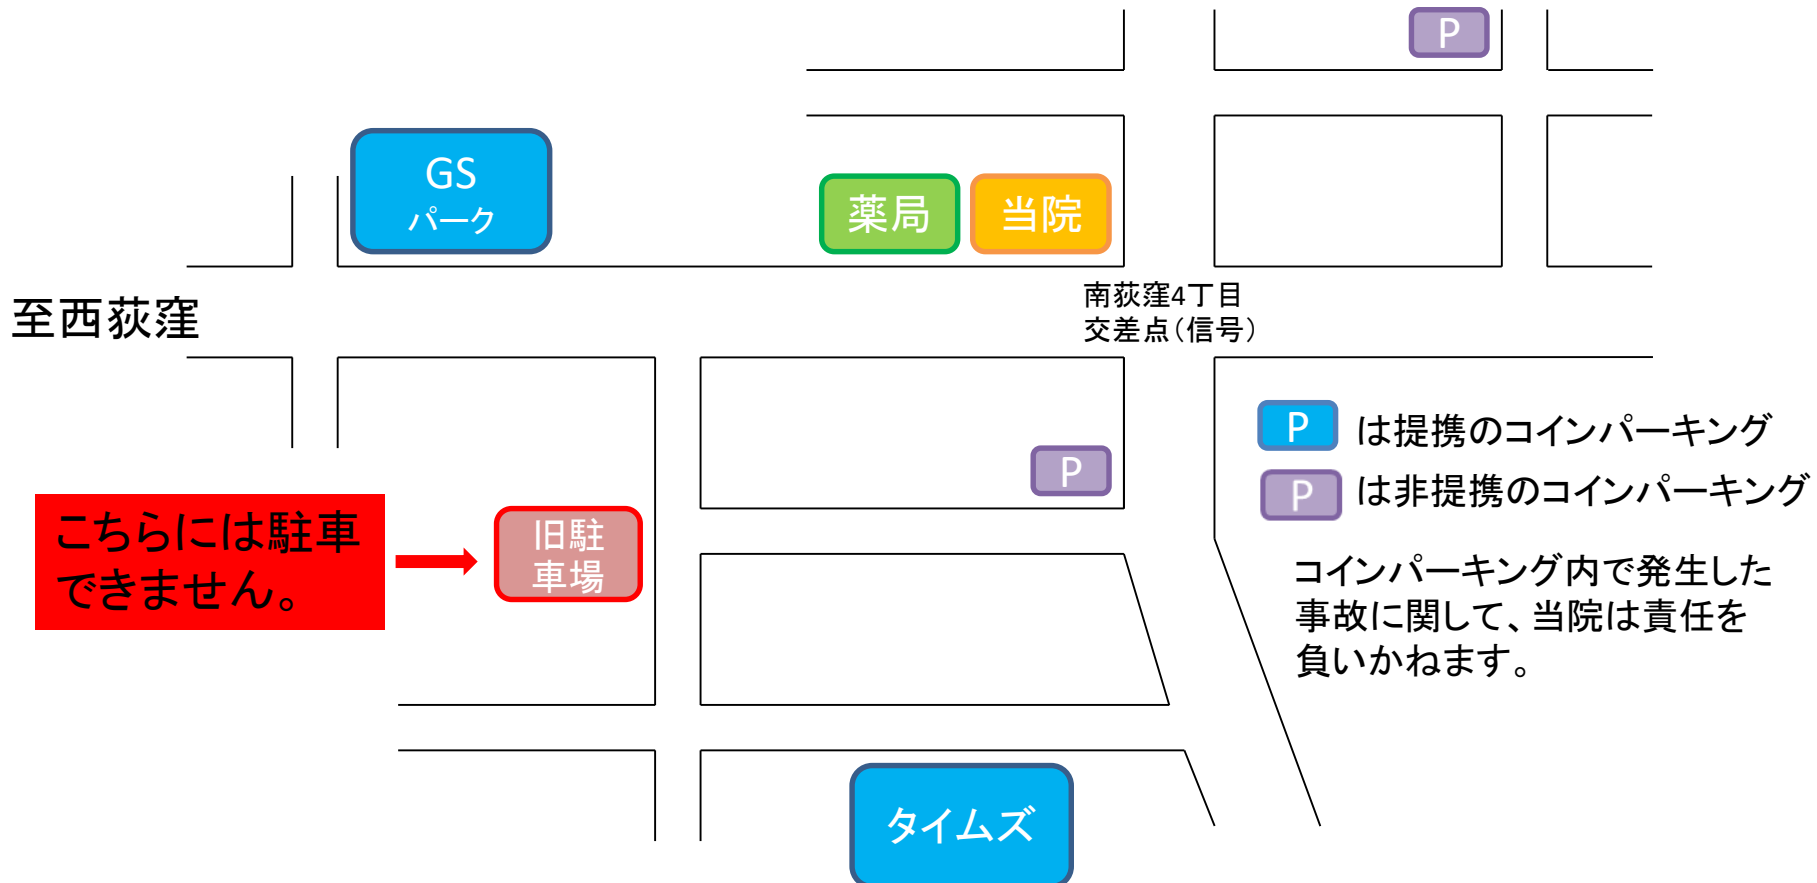 P
GS
パーク
薬局
当院
至西荻窪
南荻窪4丁目
交差点（信号）
P は提携のコインパーキング
P
P は非提携のコインパーキング
こちらには駐車
できません。
旧駐
車場
コインパーキング内で発生した
事故に関して、当院は責任を
負いかねます。
タイムズ